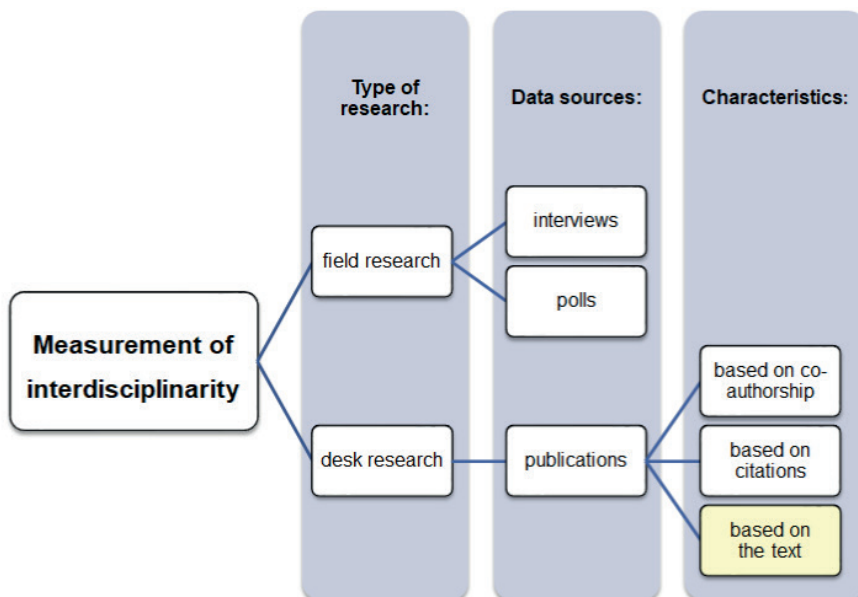 Type of
research:
Data sources:
Characteristics:
interviews
field research
polls
Measurement of
interdisciplinarity
based on co-
authorship
desk research
publications
based on
citations
based on
the text